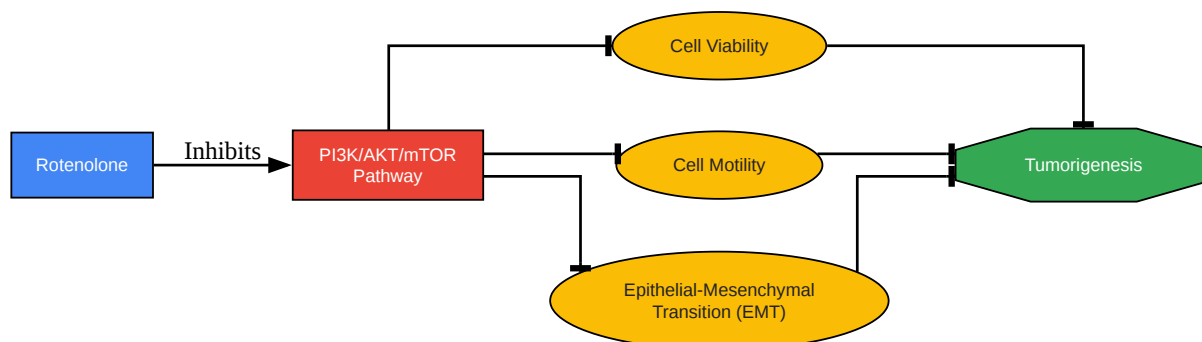 Cell Viability
Rotenolone
Inhibits
PI3K/AKT/mTOR
Pathway
Cell Motility
Tumorigenesis
Epithelial-Mesenchymal
Transition (EMT)